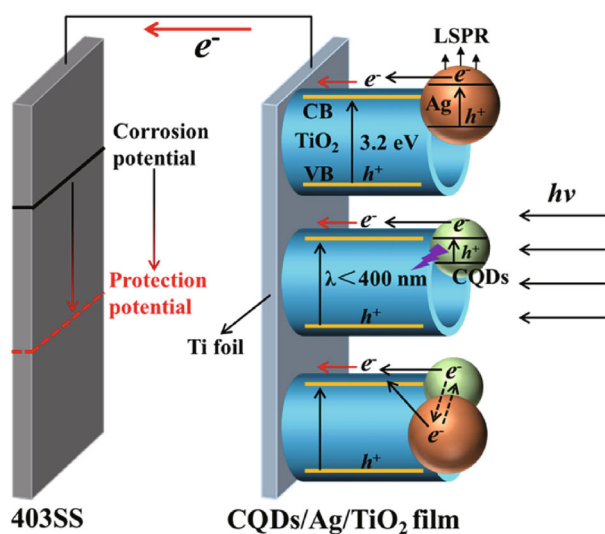 e-
LSPR
e-
e-
CB
Ag
h+
TiO2
3.2 eV
VB
h+
Corrosion
potential
hν
e-
e-
h+
CQDs
λ<400 nm
Protection
potential
h+
Ti foil
e-
e-
e-
h+
403SS
CQDs/Ag/TiO2 film